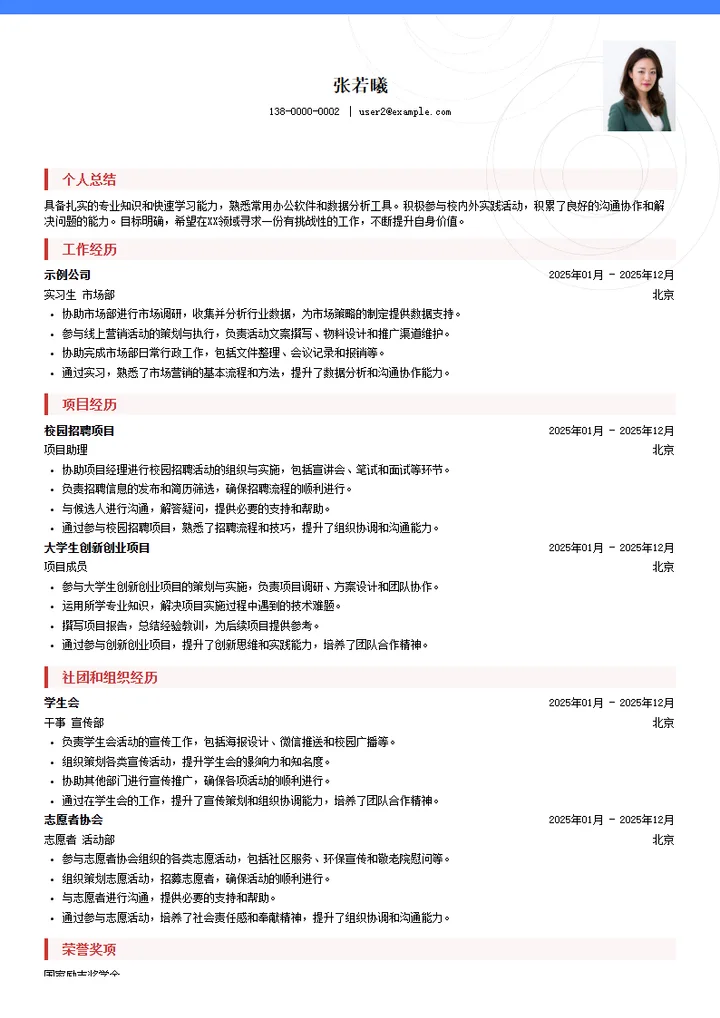 张若曦
138-0000-0002 | user2@example.com
个人总结
具备扎实的专业知识和快速学习能力，熟悉常用办公软件和数据分析工具。积极参与校内外实践活动，积累了良好的沟通协作和解
决问题的能力。目标明确，希望在XX领域寻求一份有挑战性的工作，不断提升自身价值。
工作经历
示创公司 2025年01月 - 2025年12月
实习生 市场部 北京
• 协助市场部进行市场调研，收集并分析行业数据，为市场策略的制定提供数据支持。
• 参与线上营销活动的策划与执行，负责活动文案撰写、物料设计和推广渠道维护。
• 协助完成市场部日常行政工作，包括文件整理、会议记录和报销等。
• 通过实习，熟悉了市场营销的基本流程和方法，提升了数据分析和沟通协作能力。
项目经历
校园招聘项目 2025年01月 - 2025年12月
项目助理 北京
• 协助项目经理进行校园招聘活动的组织与实施，包括宣讲会、笔试和面试等环节。
• 负责招聘信息的发布和简历筛选，确保招聘流程的顺利进行。
• 与候选人进行沟通，解答疑问，提供必要的支持和帮助。
• 通过参与校园招聘项目，熟悉了招聘流程和技巧，提升了组织协调和沟通能力。
大学生创新创业项目 2025年01月 - 2025年12月
项目成员 北京
• 参与大学生创新创业项目的策划与实施，负责项目调研、方案设计和团队协作。
• 运用所学专业知识，解决项目实施过程中遇到的技术难题。
• 撰写项目报告，总结经验教训，为后续项目提供参考。
• 通过参与创新创业项目，提升了创新思维和实践能力，培养了团队合作精神。
社团和组织经历
学生会 2025年01月 - 2025年12月
干事 宣传部 北京
• 负责学生会活动的宣传工作，包括海报设计、微信推送和校园广播等。
• 组织策划各类宣传活动，提升学生会的影响力和知名度。
• 协助其他部门进行宣传推广，确保各项活动的顺利进行。
• 通过在学生会的工作，提升了宣传策划和组织协调能力，培养了团队合作精神。
志愿者协会 2025年01月 - 2025年12月
志愿者 活动部 北京
• 参与志愿者协会组织的各类志愿活动，包括社区服务、环保宣传和敬老院慰问等。
• 组织策划志愿活动，招募志愿者，确保活动的顺利进行。
• 与志愿者进行沟通，提供必要的支持和帮助。
• 通过参与志愿活动，培养了社会责任感和奉献精神，提升了组织协调和沟通能力。
荣誉奖项
国家励志奖学金